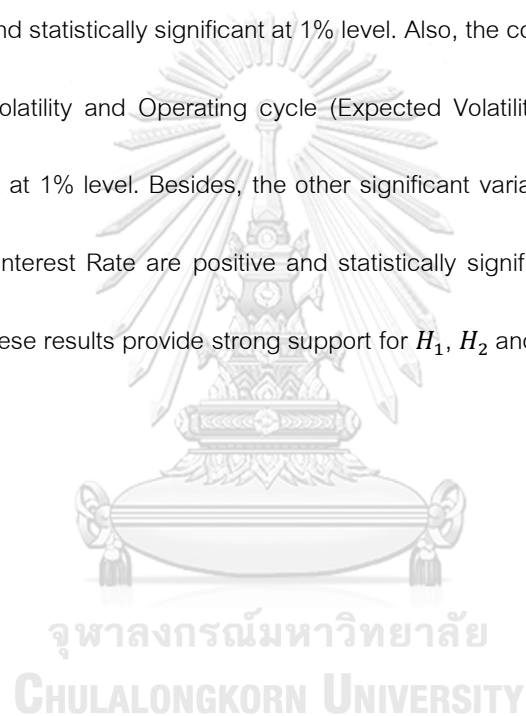 nd statistically significant at 1% level. Also, the co
olatility and Operating cycle (Expected Volatilit
at 1% level. Besides, the other significant varia
nterest Rate are positive and statistically signif
ese results provide strong support for H₁, H₂ and
จุฬาลงกรณ์มหาวิทยาลัย
CHULALONGKORN UNIVERSITY